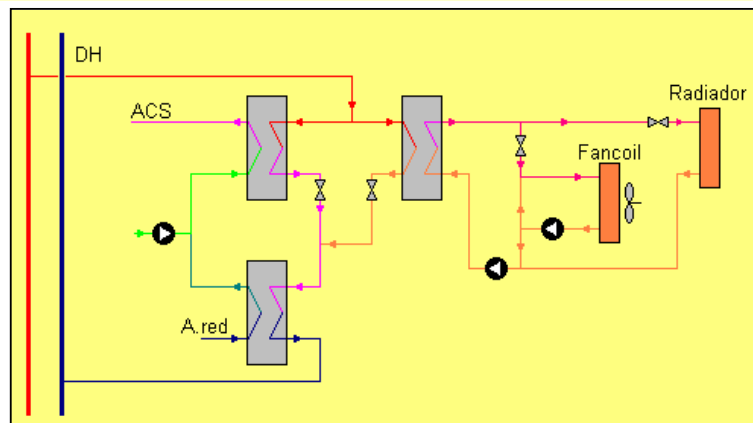 DH
ACS
Radiador
Fancoil
A.red